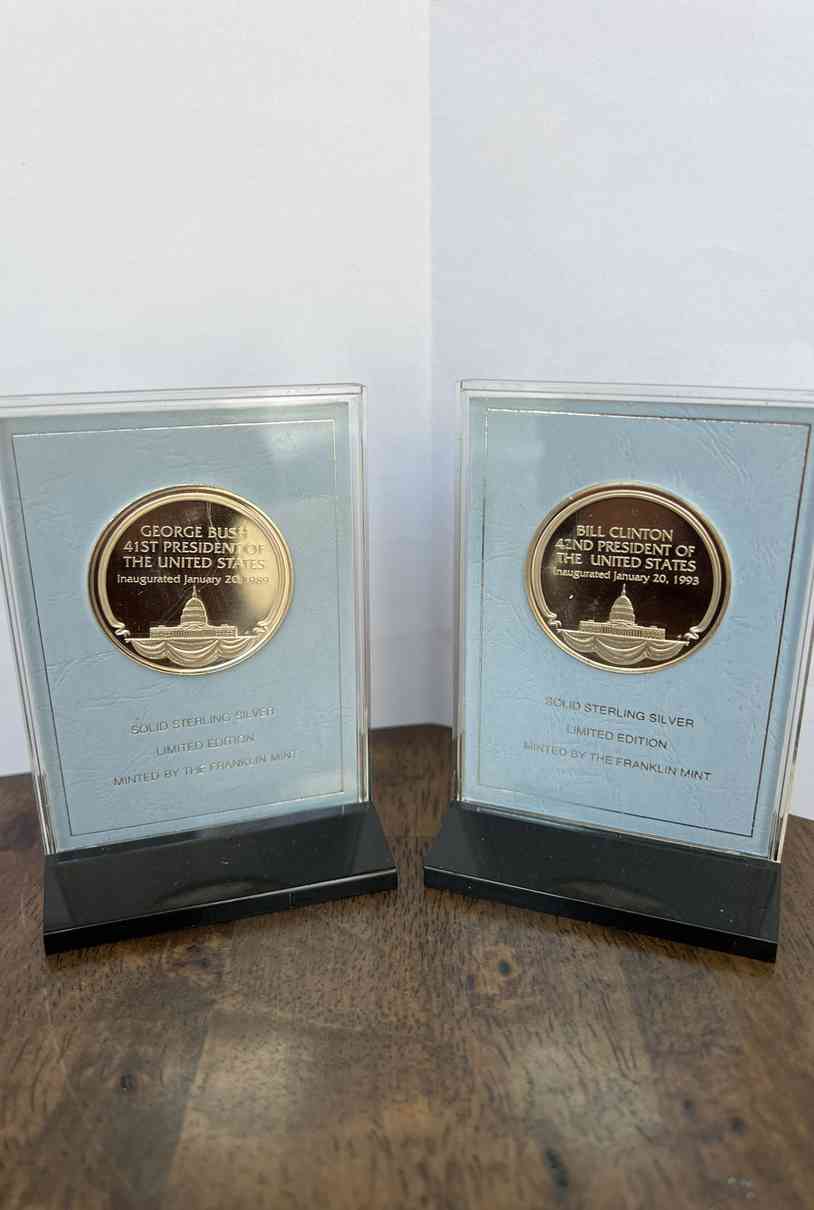 GEORGE BUSH
41ST PRESIDENT OF
THE UNITED STATES
Inaugurated January 20, 1989
SOLID STERLING SILVER
LIMITED EDITION
MINTED BY THE FRANKLIN MINT
BILL CLINTON
42ND PRESIDENT OF
THE UNITED STATES
Inaugurated January 20, 1993
SOLID STERLING SILVER
LIMITED EDITION
MINTED BY THE FRANKLIN MINT